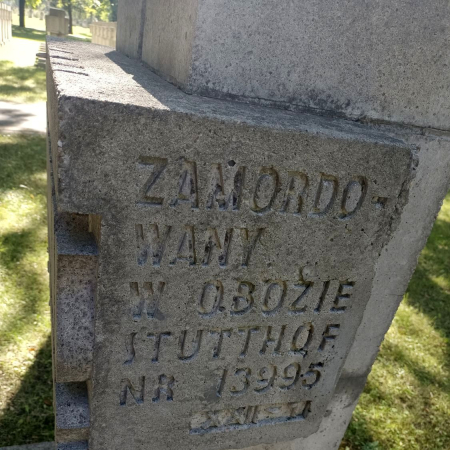 ZAMORDO-
WANY
W OBOZIE
STUTTHOF
NR 13995